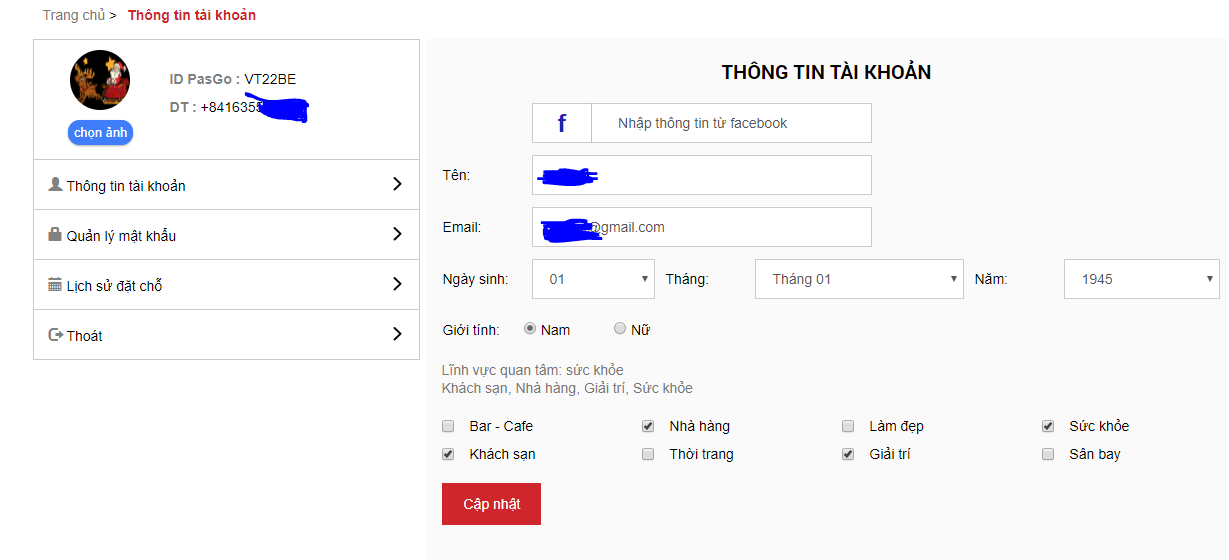 Trang chủ > Thông tin tài khoản
ID PasGo : VT22BE
DT : +8416355
chọn ảnh
Thông tin tài khoản
Quản lý mật khẩu
Lịch sử đặt chỗ
Thoát
THÔNG TIN TÀI KHOẢN
f Nhập thông tin từ facebook
Tên:
Email: @gmail.com
Ngày sinh: 01 Tháng: Tháng 01 Năm: 1945
Giới tính: Nam Nữ
Lĩnh vực quan tâm: sức khỏe
Khách sạn, Nhà hàng, Giải trí, Sức khỏe
Bar - Cafe Nhà hàng Làm đẹp Sức khỏe
Khách sạn Thời trang Giải trí Sân bay
Cập nhật